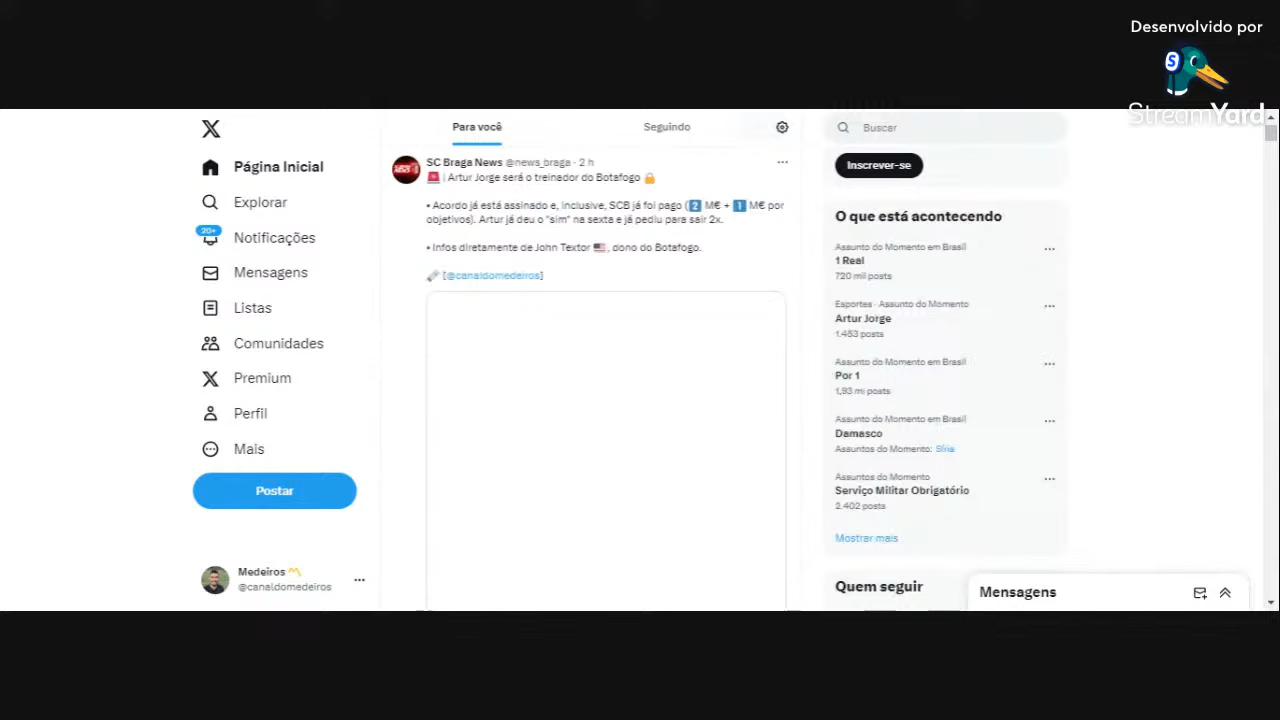 Desenvolvido por
StreamYard
Para você
Seguindo
Buscar
Página Inicial
Explorar
20+
Notificações
Mensagens
Listas
Comunidades
Premium
Perfil
Mais
Postar
Medeiros
@canaldomedeiros
SC Braga News @news_braga · 2 h
| Artur Jorge será o treinador do Botafogo
• Acordo já está assinado e, inclusive, SCB já foi pago (2 M€ + 1 M€ por
objetivos). Artur já deu o "sim" na sexta e já pediu para sair 2x.
• Infos diretamente de John Textor 🇺🇸, dono do Botafogo.
[@canaldomedeiros]
Inscrever-se
O que está acontecendo
Assunto do Momento em Brasil
1 Real
720 mil posts
Esportes · Assunto do Momento
Artur Jorge
1.453 posts
Assunto do Momento em Brasil
Por 1
1,93 mi posts
Assunto do Momento em Brasil
Damasco
Assuntos do Momento: Síria
Assuntos do Momento
Serviço Militar Obrigatório
2.402 posts
Mostrar mais
Quem seguir
Mensagens